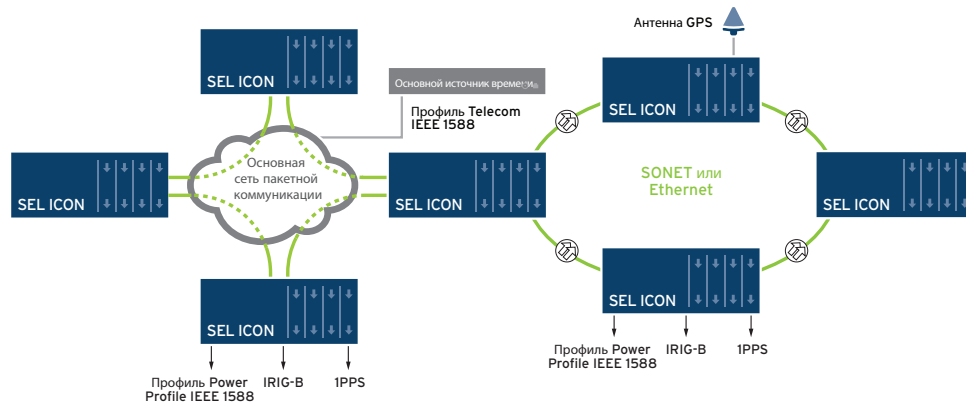 Антенна GPS
SEL ICON
Основной источник времени
SEL ICON
Профиль Telecom
IEEE 1588
Основная
сеть пакетной
коммуникации
SONET или
Ethernet
SEL ICON
SEL ICON
SEL ICON
SEL ICON
SEL ICON
Профиль Power
Profile IEEE 1588
IRIG-B
1PPS
Профиль Power
Profile IEEE 1588
IRIG-B
1PPS